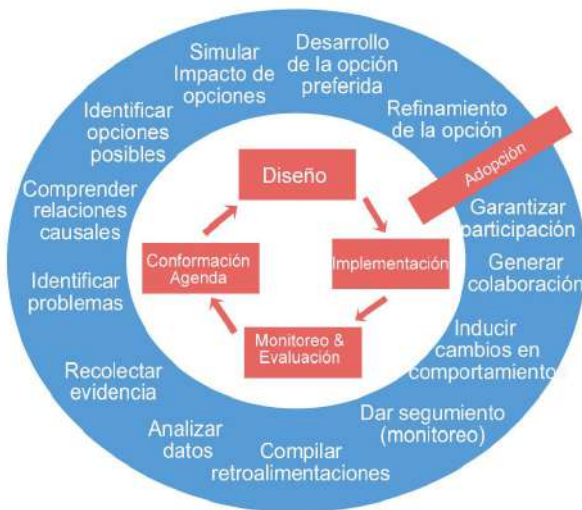 Simular
Impacto de
opciones
Desarrollo
de la opción
preferida
Refinamiento
de la opción
Adopción
Garantizar
participación
Generar
colaboración
Inducir
cambios en
comportamiento
Dar segumiento
(monitoreo)
Compilar
retroalimentaciones
Analizar
datos
Recolectar
evidencia
Identificar
problemas
Comprender
relaciones
causales
Identificar
opciones
posibles
Diseño
Implementación
Monitoreo &
Evaluación
Conformación
Agenda